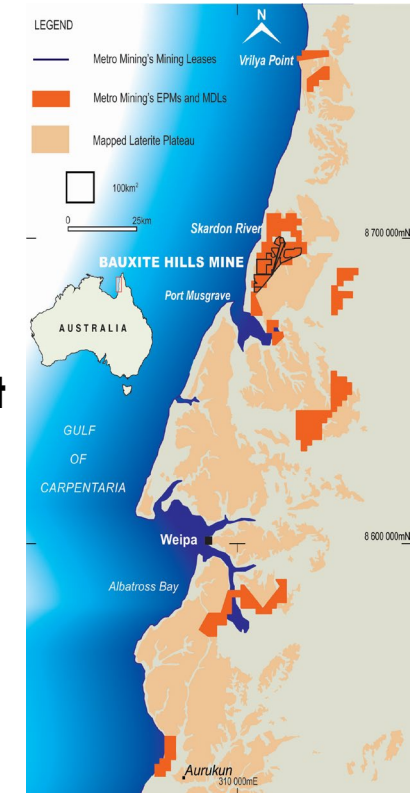 LEGEND
N
Metro Mining's Mining Leases
Vrilya Point
Metro Mining's EPMs and MDLs
Mapped Laterite Plateau
100km²
0 25km
Skardon River
8 700 000mN
BAUXITE HILLS MINE
Port Musgrave
AUSTRALIA
GULF
OF
CARPENTARIA
Weipa
8 600 000mN
Albatross Bay
Aurukun
310 000mE